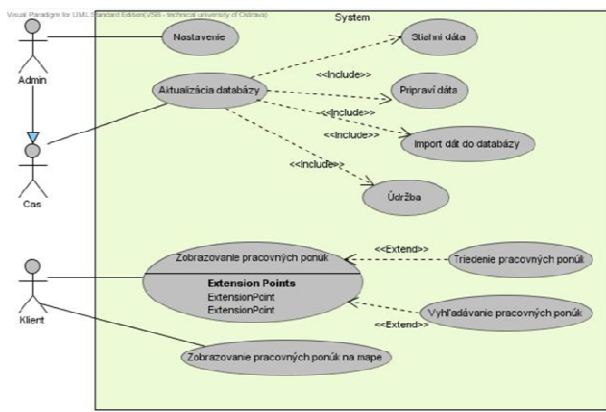 Visual Paradigm for UML Standard Edition(VSB - technical university of Ostrava)
System
Nastavenie
Stiahni dáta
Admin
<<Include>>
Aktualizácia databázy
Pripraví dáta
<<Include>>
<<Include>>
Import dát do databázy
<<Include>>
Cas
Údržba
Zobrazovanie pracovných ponúk
<<Extend>>
Triedenie pracovných ponúk
Extension Points
ExtensionPoint
ExtensionPoint
Vyhľadávanie pracovných ponúk
<<Extend>>
Klient
Zobrazovanie pracovných ponúk na mape